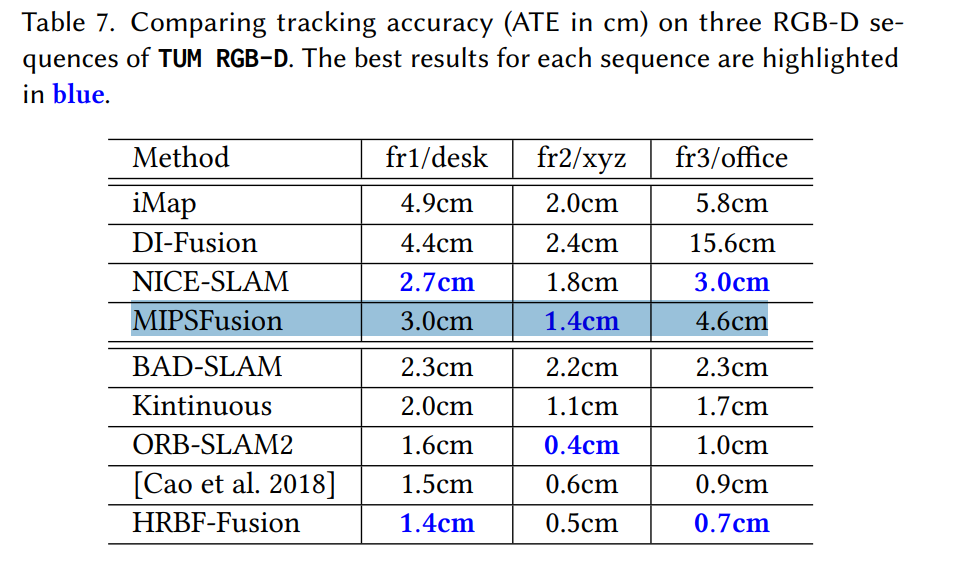 Table 7. Comparing tracking accuracy (ATE in cm) on three RGB-D se-
quences of TUM RGB-D. The best results for each sequence are highlighted
in blue.
Method fr1/desk fr2/xyz fr3/office
iMap 4.9cm 2.0cm 5.8cm
DI-Fusion 4.4cm 2.4cm 15.6cm
NICE-SLAM 2.7cm 1.8cm 3.0cm
MIPSFusion 3.0cm 1.4cm 4.6cm
BAD-SLAM 2.3cm 2.2cm 2.3cm
Kintinuous 2.0cm 1.1cm 1.7cm
ORB-SLAM2 1.6cm 0.4cm 1.0cm
[Cao et al. 2018] 1.5cm 0.6cm 0.9cm
HRBF-Fusion 1.4cm 0.5cm 0.7cm